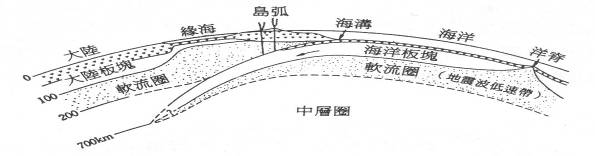 島弧
緣海
海溝
海洋
大陸
洋脊
0
大陸板塊
海洋板塊
100
軟流圈
軟流圈
(地震波低速帶)
200
中層圈
700km